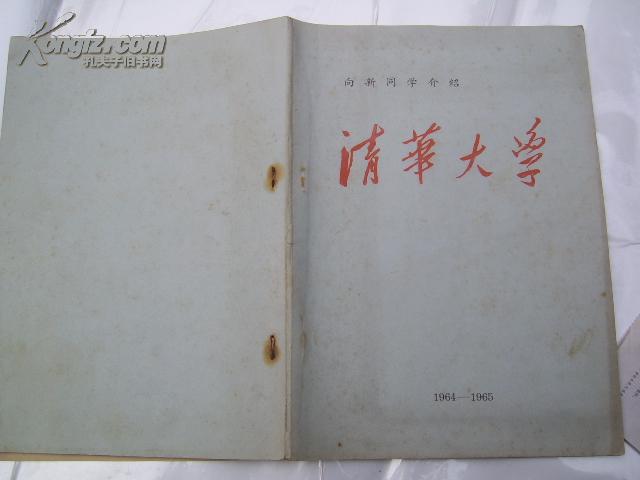 Kongfz.com
孔夫子旧书网
向新同学介绍
清華大学
1964—1965